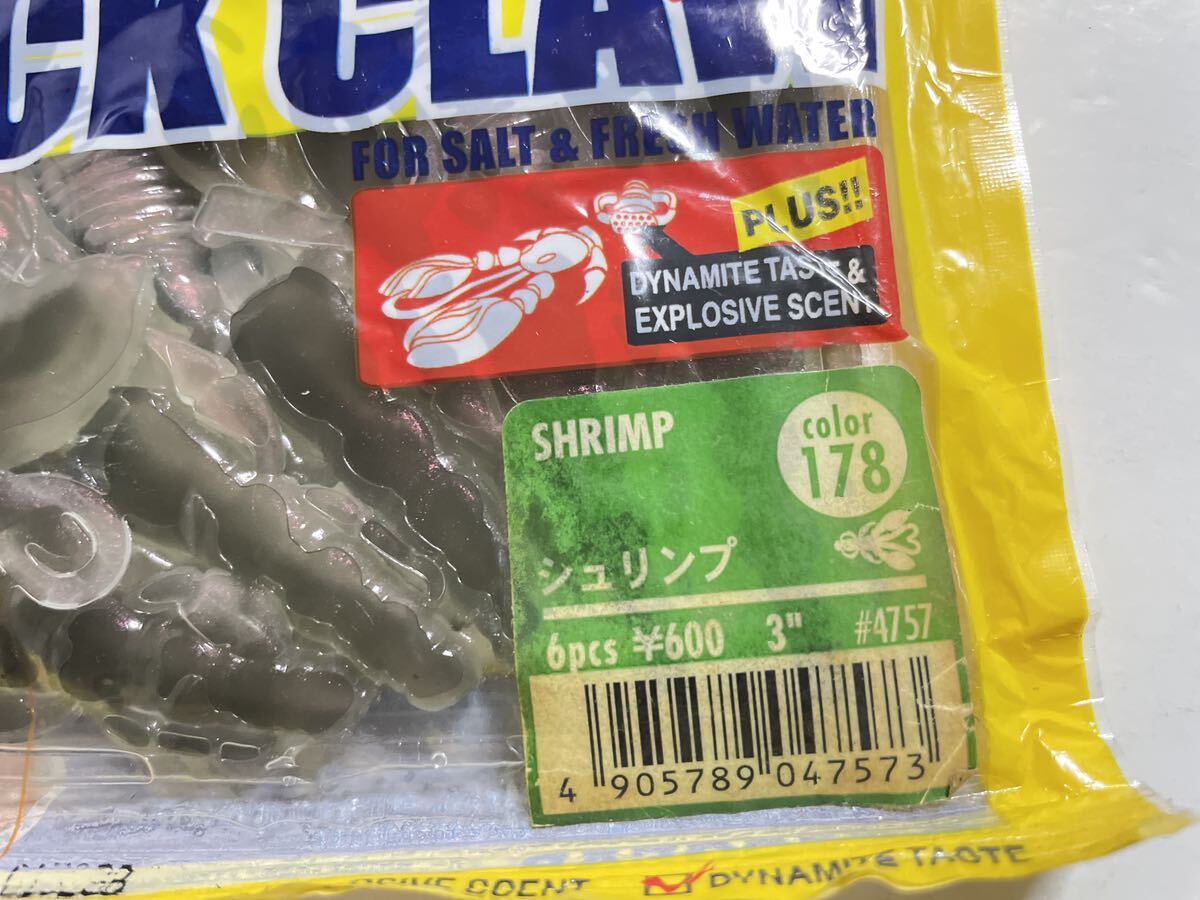 CK CLAW
FOR SALT & FRESH WATER
PLUS!!
DYNAMITE TASTE &
EXPLOSIVE SCENT
SHRIMP
color
178
シュリンプ
6pcs ¥600 3" #4757
4 905789 047573
DYNAMITE TASTE